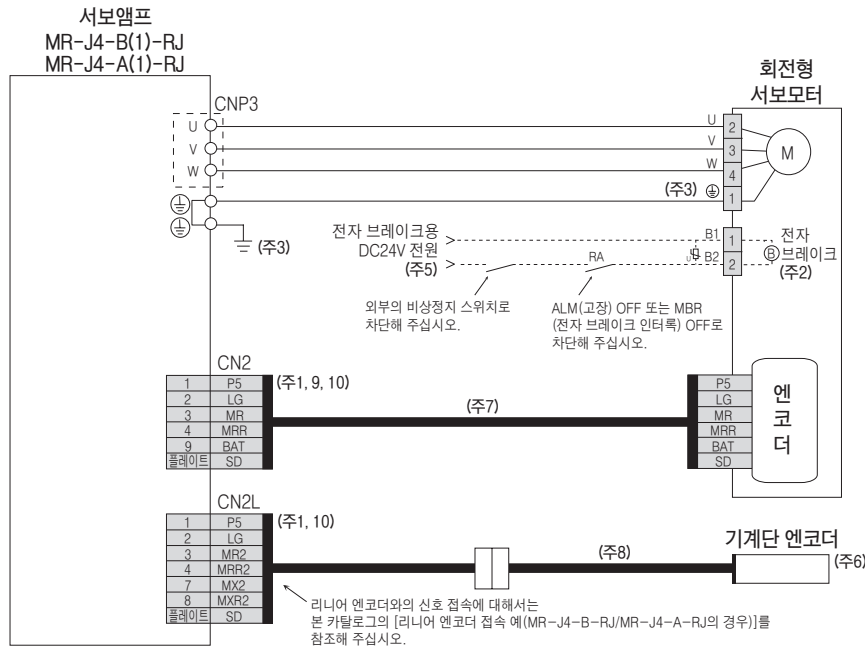 서보앰프
MR-J4-B(1)-RJ
MR-J4-A(1)-RJ
회전형
서보모터
CNP3
U
V
W
U 2
V 3
W 4
(주3) 1
M
(주3)
전자 브레이크용
DC24V 전원
(주5)
RA
B1 1
U B2 2
B
전자
브레이크
(주2)
외부의 비상정지 스위치로
차단해 주십시오.
ALM(고장) OFF 또는 MBR
(전자 브레이크 인터록) OFF로
차단해 주십시오.
CN2
1 P5
2 LG
3 MR
4 MRR
9 BAT
플레이트 SD
(주1, 9, 10)
(주7)
P5
LG
MR
MRR
BAT
SD
엔
코
더
CN2L
1 P5
2 LG
3 MR2
4 MRR2
7 MX2
8 MXR2
플레이트 SD
(주1, 10)
(주8)
기계단 엔코더
(주6)
리니어 엔코더와의 신호 접속에 대해서는
본 카탈로그의 [리니어 엔코더 접속 예(MR-J4-B-RJ/MR-J4-A-RJ의 경우)]를
참조해 주십시오.